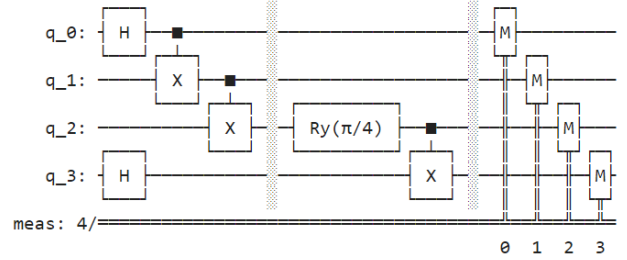 q_0: H M
q_1: X M
q_2: X Ry(π/4) M
q_3: H X M
meas: 4/
0 1 2 3